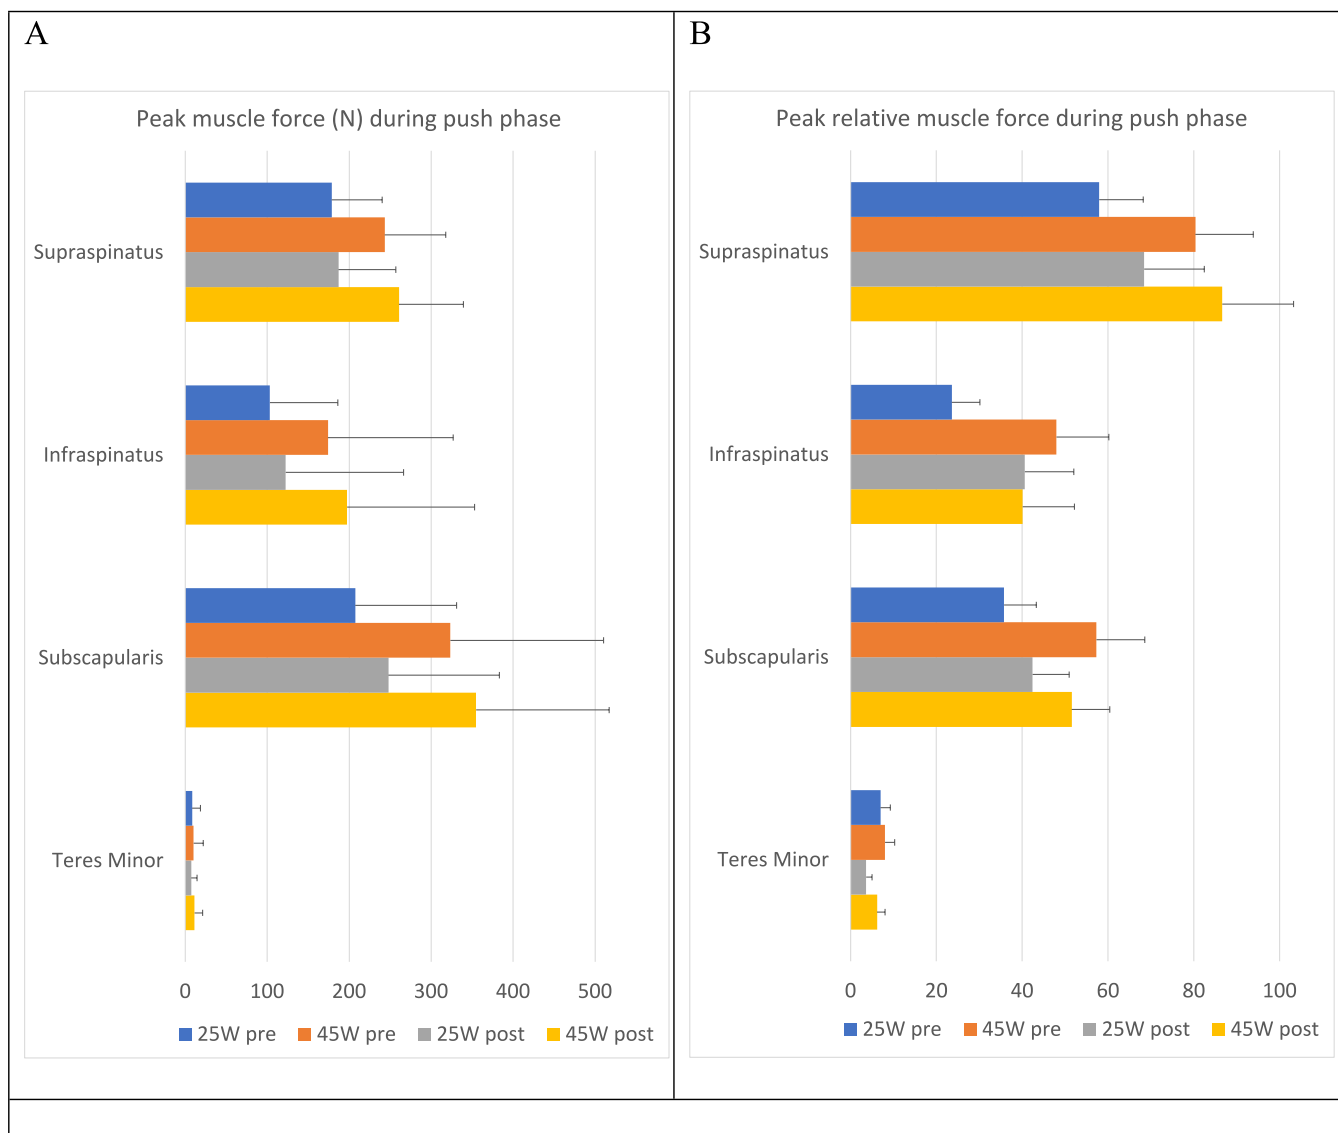 A
Peak muscle force (N) during push phase
Supraspinatus
Infraspinatus
Subscapularis
Teres Minor
0 100 200 300 400 500
25W pre 45W pre 25W post 45W post
B
Peak relative muscle force during push phase
Supraspinatus
Infraspinatus
Subscapularis
Teres Minor
0 20 40 60 80 100
25W pre 45W pre 25W post 45W post